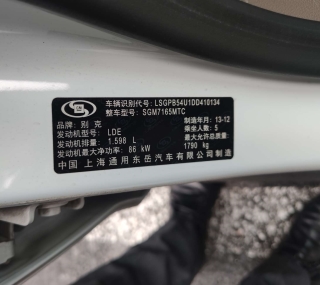 车辆识别代号: LSGPB54U1DD410134
整车型号: SGM7165MTC
品牌: 别克 制造年月: 13-12
发动机型号: LDE 乘坐人数: 5
发动机排量: 1.598 L 最大允许总质量:
发动机最大净功率: 86 kW 1790 kg
中国 上海通用东岳汽车有限公司制造